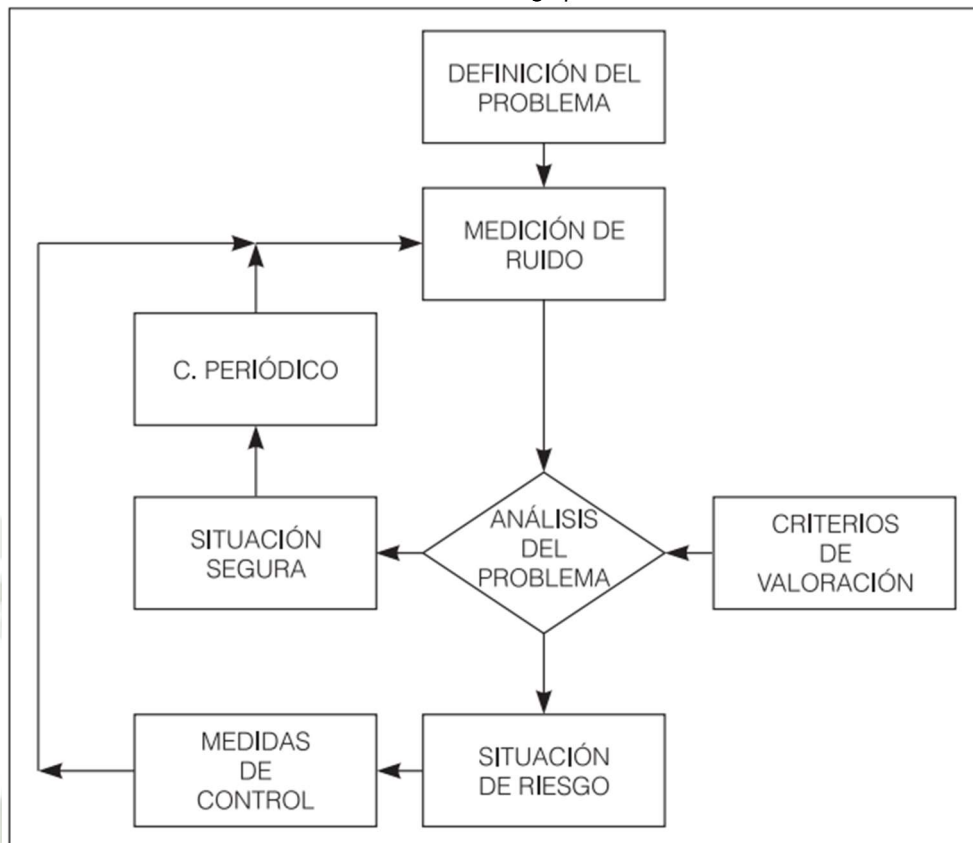 DEFINICIÓN DEL
PROBLEMA
MEDICIÓN DE
RUIDO
C. PERIÓDICO
SITUACIÓN
SEGURA
ANÁLISIS
DEL
PROBLEMA
CRITERIOS
DE
VALORACIÓN
MEDIDAS
DE
CONTROL
SITUACIÓN
DE RIESGO